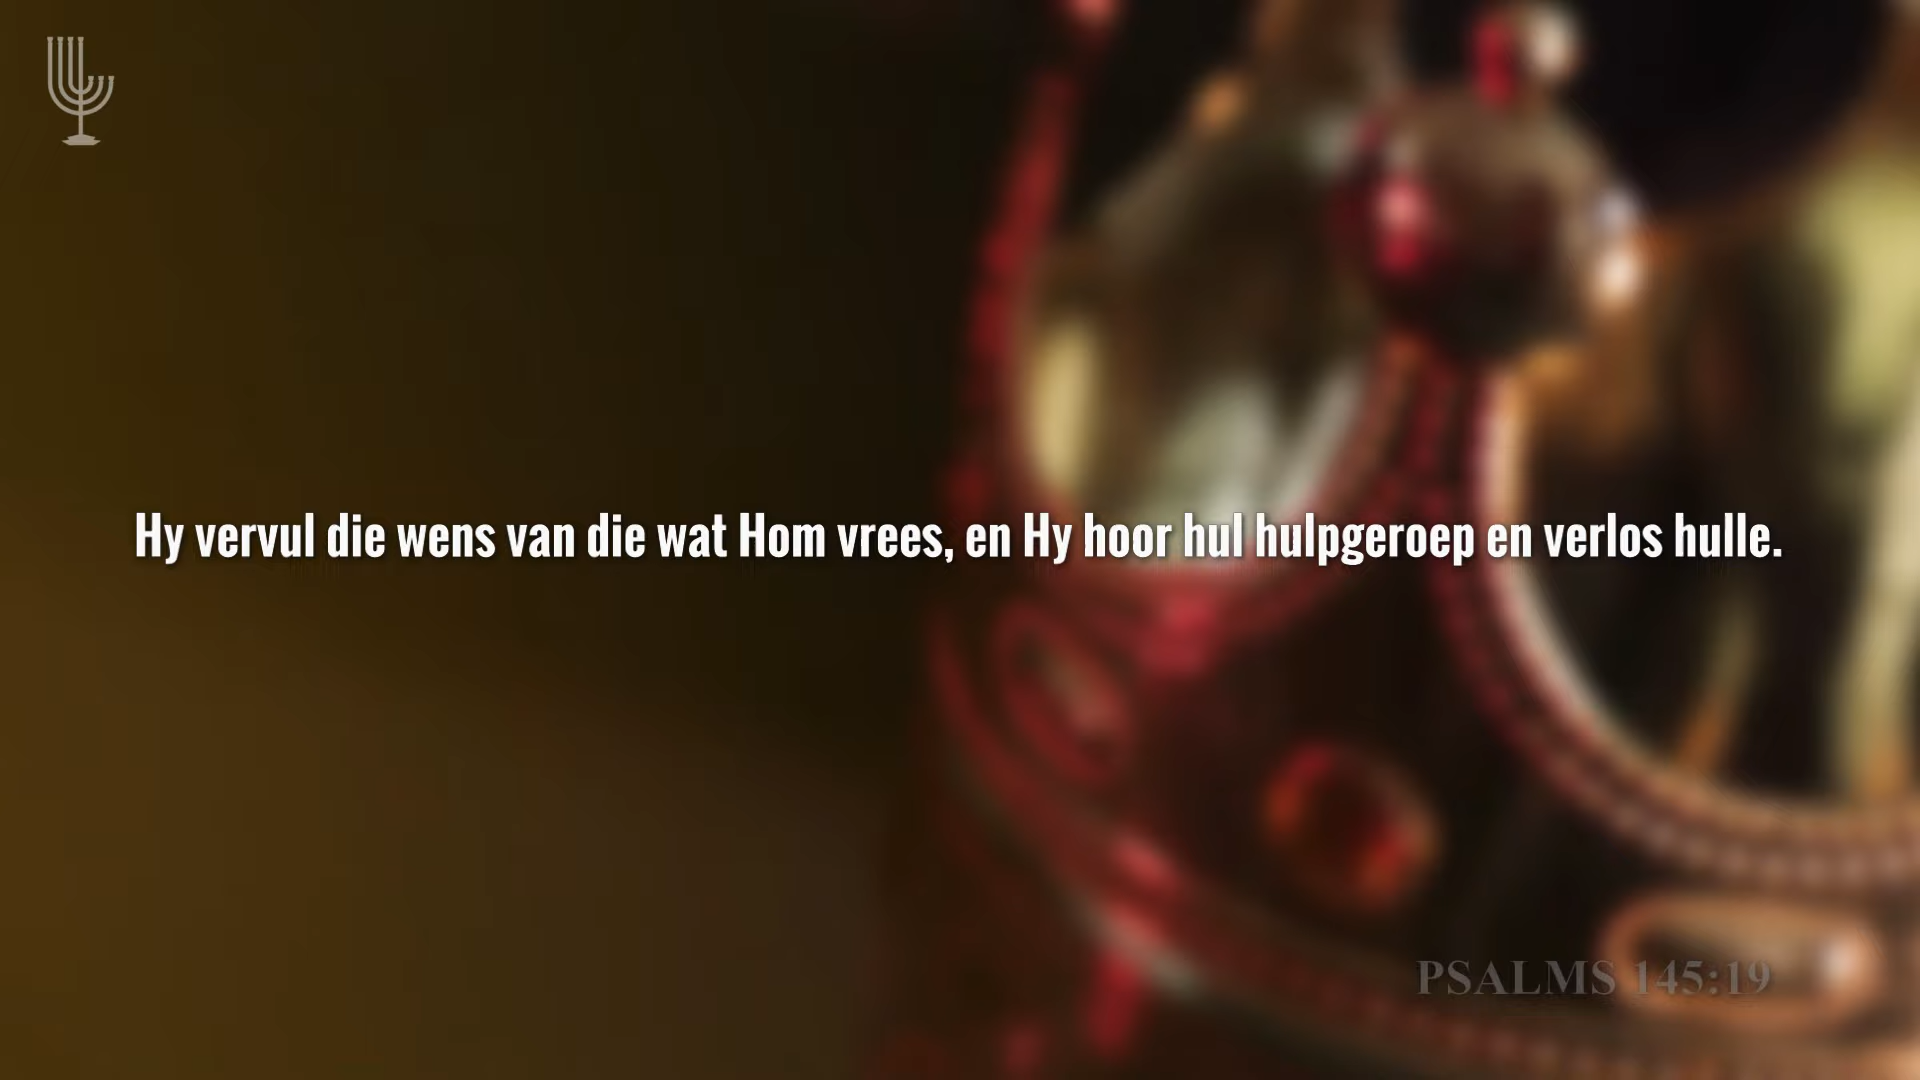 Hy vervul die wens van die wat Hom vrees, en Hy hoor hul hulpgeroep en verlos hulle.
PSALMS 145:19